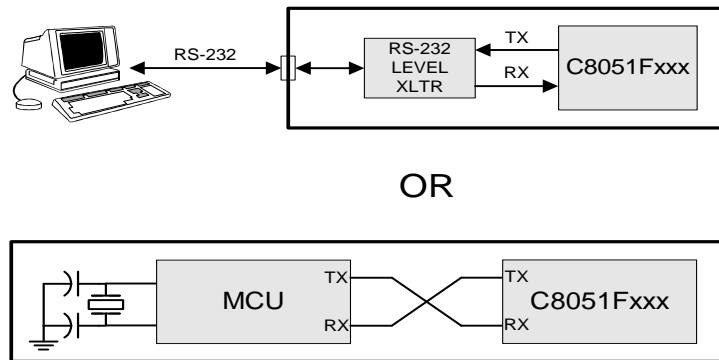 RS-232
RS-232
LEVEL
XLTR
TX
RX
C8051Fxxx
OR
MCU
TX
RX
TX
RX
C8051Fxxx